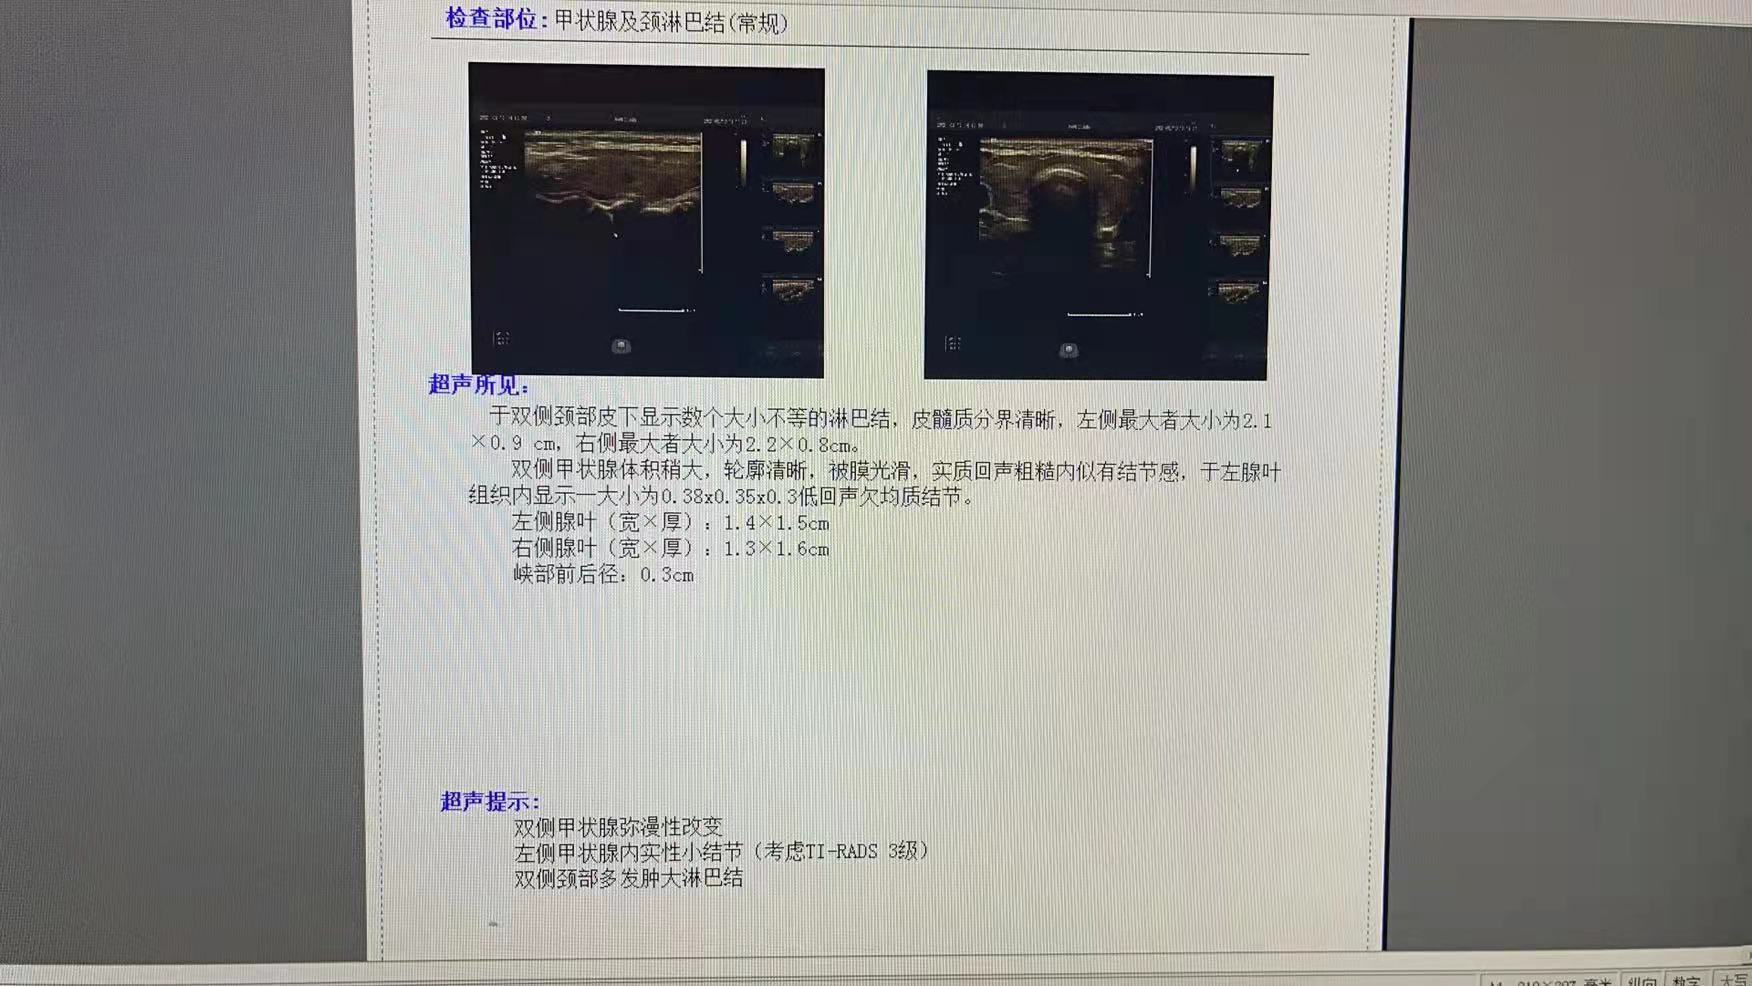 检查部位：甲状腺及颈淋巴结(常规)
超声所见：
于双侧颈部皮下显示数个大小不等的淋巴结，皮髓质分界清晰，左侧最大者大小为2.1
×0.9 cm，右侧最大者大小为2.2×0.8cm。
双侧甲状腺体积稍大，轮廓清晰，被膜光滑，实质回声粗糙内似有结节感，于左腺叶
组织内显示一大小为0.38x0.35x0.3低回声欠均质结节。
左侧腺叶（宽×厚）：1.4×1.5cm
右侧腺叶（宽×厚）：1.3×1.6cm
峡部前后径：0.3cm
超声提示：
双侧甲状腺弥漫性改变
左侧甲状腺内实性小结节（考虑TI-RADS 3级）
双侧颈部多发肿大淋巴结
纵向 数字 大写